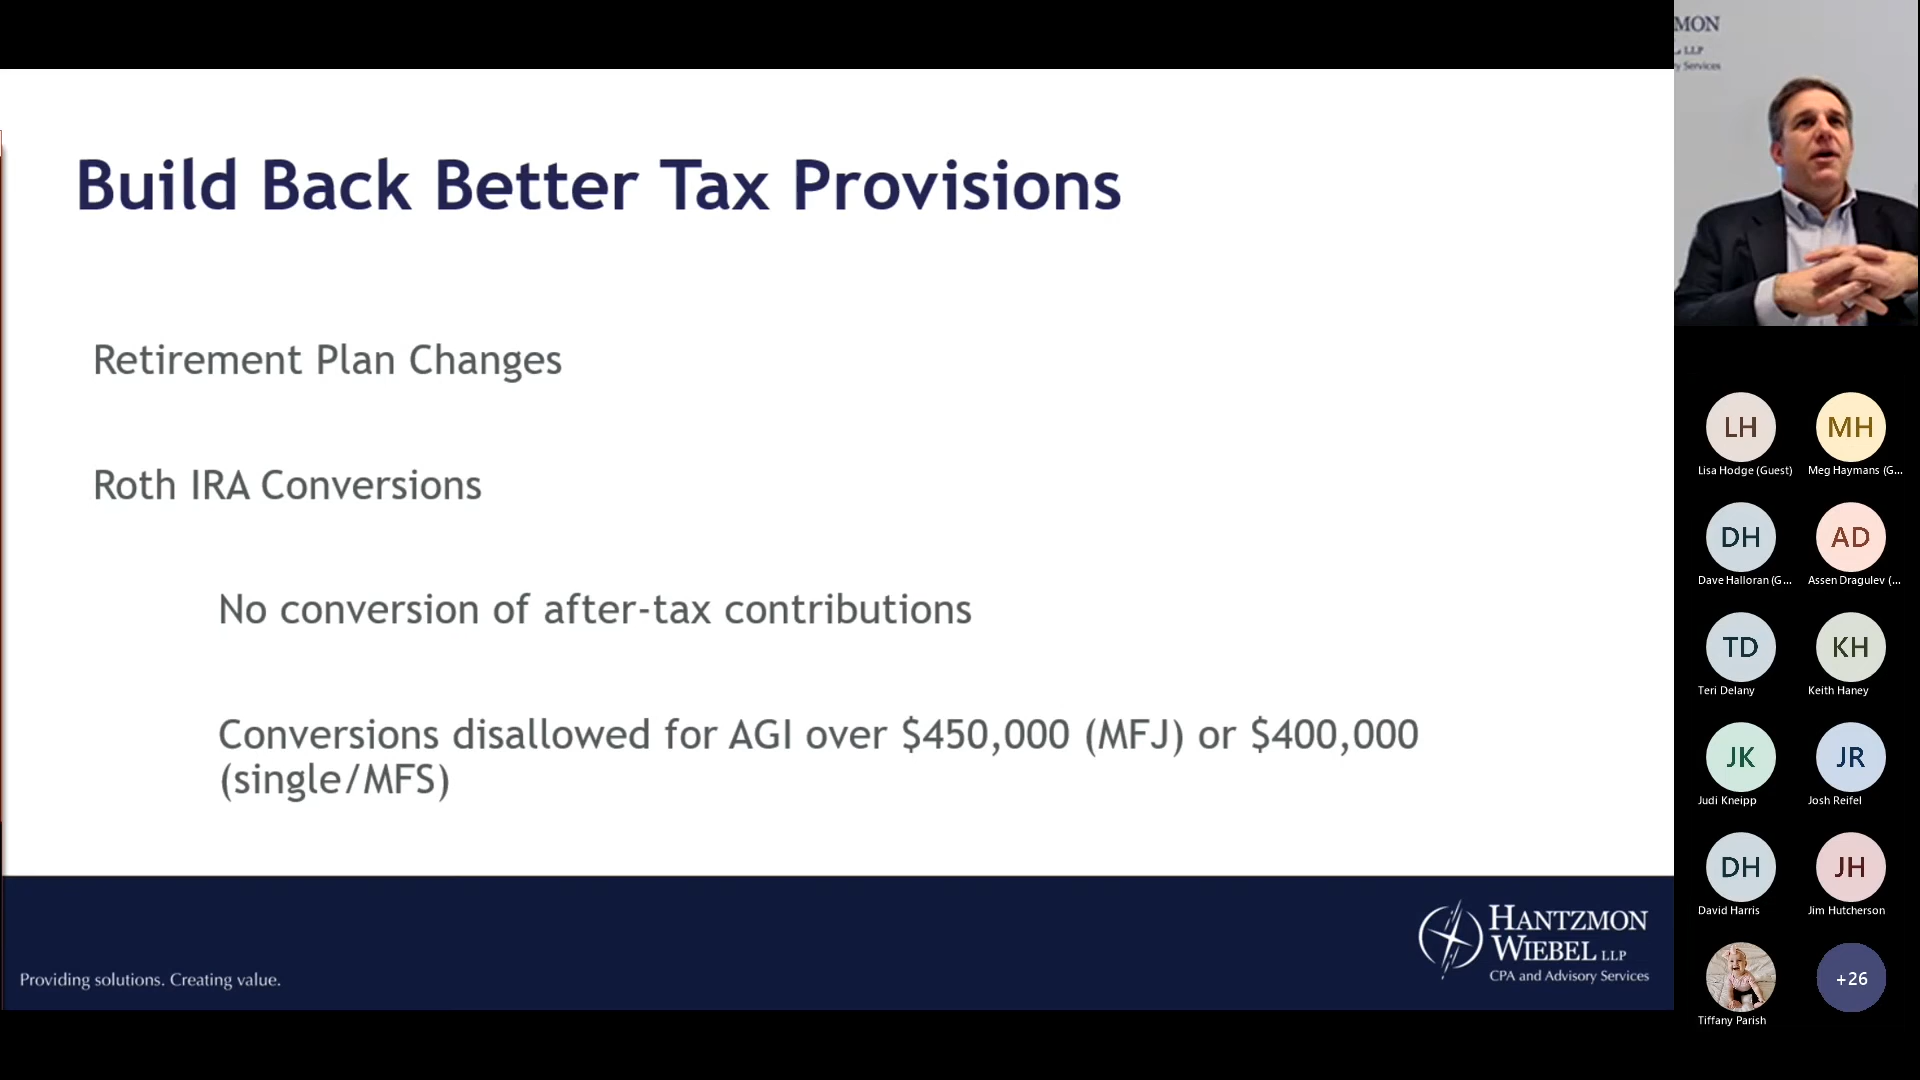 Build Back Better Tax Provisions
Retirement Plan Changes
Roth IRA Conversions
No conversion of after-tax contributions
Conversions disallowed for AGI over $450,000 (MFJ) or $400,000
(single/MFS)
Providing solutions. Creating value.
HANTZMON
WIEBEL LLP
CPA and Advisory Services
MON
LLP
y Services
LH
MH
Lisa Hodge (Guest)
Meg Haymans (G...
DH
AD
Dave Halloran (G...
Assen Dragulev (...
TD
KH
Teri Delany
Keith Haney
JK
JR
Judi Kneipp
Josh Reifel
DH
JH
David Harris
Jim Hutcherson
+26
Tiffany Parish